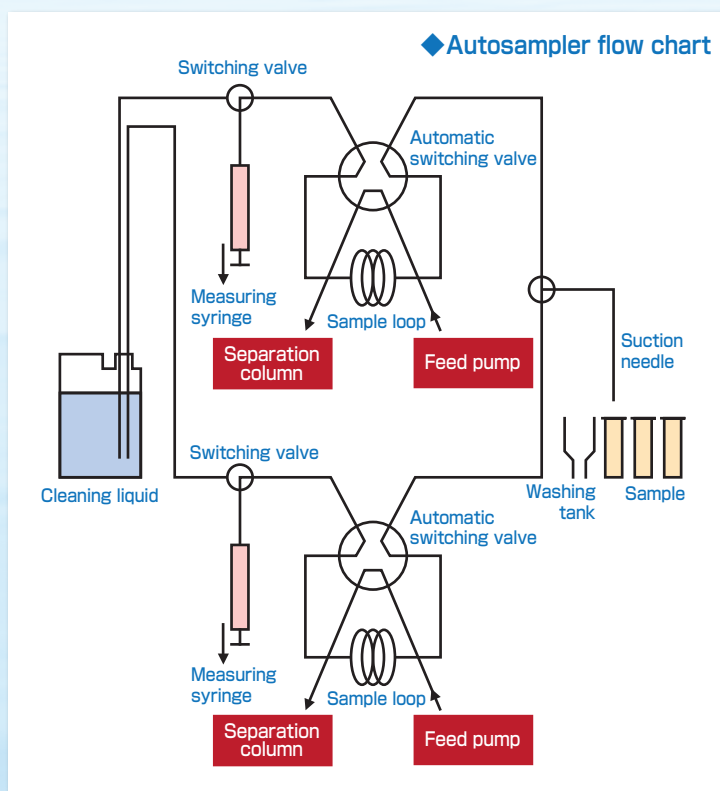 ◆Autosampler flow chart
Switching valve
Automatic
switching valve
Measuring
syringe
Sample loop
Separation
column
Feed pump
Suction
needle
Cleaning liquid
Washing
tank
Sample
Switching valve
Automatic
switching valve
Measuring
syringe
Sample loop
Separation
column
Feed pump